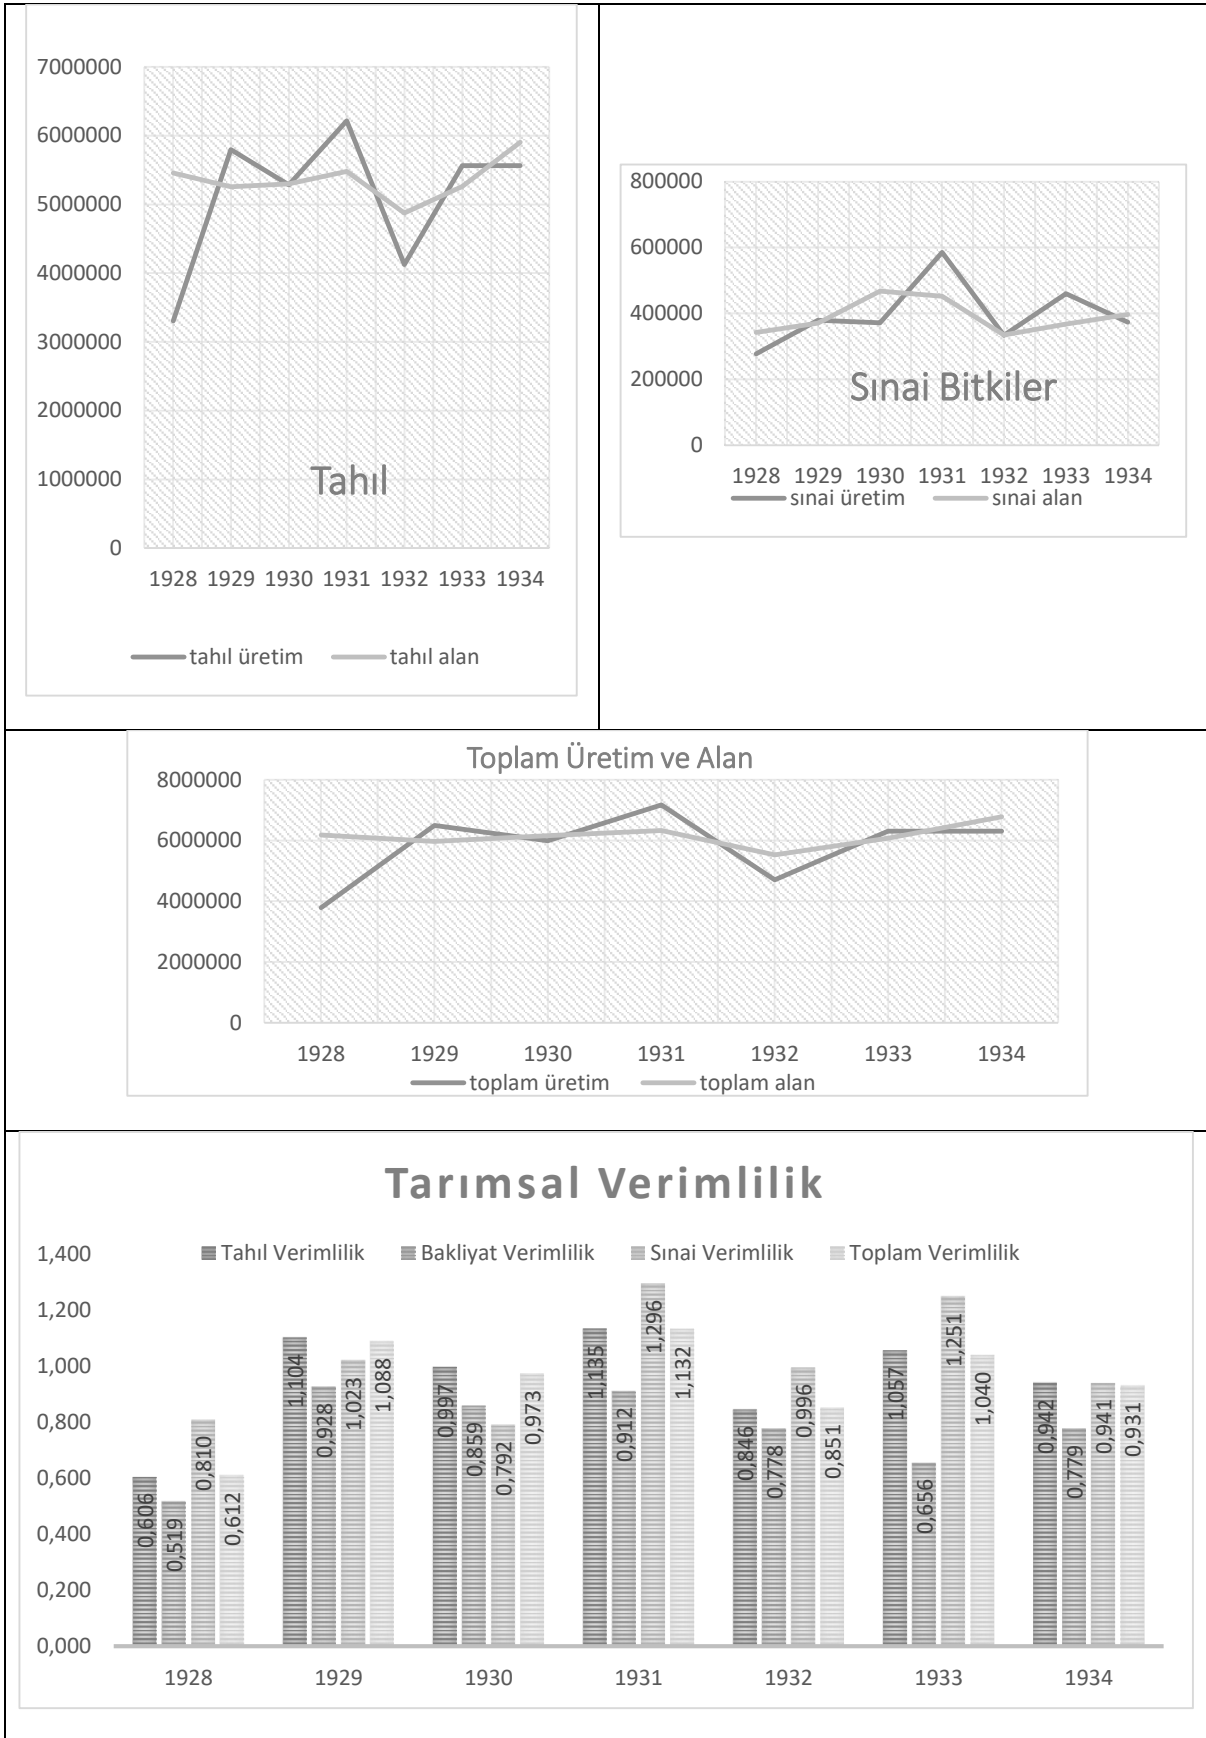 7000000
6000000
5000000
4000000
3000000
2000000
1000000
0
Tahıl
1928 1929 1930 1931 1932 1933 1934
tahıl üretim tahıl alan
800000
600000
400000
200000
0
Sınai Bitkiler
1928 1929 1930 1931 1932 1933 1934
sınai üretim sınai alan
Toplam Üretim ve Alan
8000000
6000000
4000000
2000000
0
1928 1929 1930 1931 1932 1933 1934
toplam üretim toplam alan
Tarımsal Verimlilik
Tahıl Verimlilik Bakliyat Verimlilik Sınai Verimlilik Toplam Verimlilik
1,400
1,200
1,000
0,800
0,600
0,400
0,200
0,000
0,606 0,519 0,810 0,612
1,104 0,928 1,023 1,088
0,997 0,859 0,792 0,973
1,135 0,912 1,296 1,132
0,846 0,778 0,996 0,851
1,057 0,656 1,251 1,040
0,942 0,779 0,941 0,931
1928 1929 1930 1931 1932 1933 1934